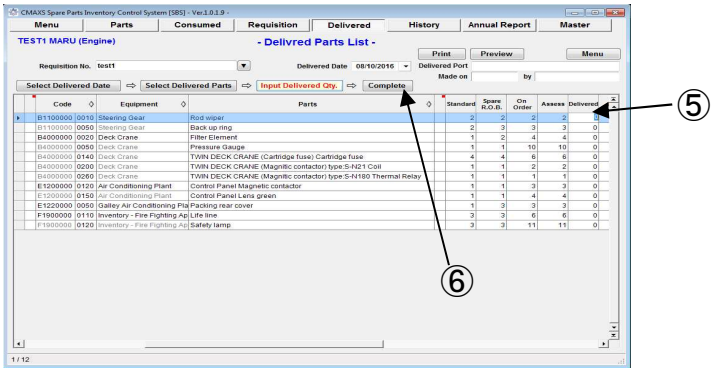 CMAXS Spare Parts Inventory Control System [SBS] - Ver.1.0.1.9 -
Menu Parts Consumed Requisition Delivered History Annual Report Master
TEST1 MARU (Engine) - Delivred Parts List -
Print Preview Menu
Requisition No. test1 Delivered Date 08/10/2016 Delivered Port
Made on by
Select Delivered Date ⇨ Select Delivered Parts ⇨ Input Delivered Qty. ⇨ Complete
⑤
Code ◇ Equipment ◇ Parts ◇ Standard Spare R.O.B. On Order Assess Delivered
B1100000 0010 Steering Gear Rod wiper 2 2 2 2
B1100000 0050 Steering Gear Back up ring 2 3 3 3 0
B4000000 0020 Deck Crane Filter Element 1 2 4 4 0
B4000000 0050 Deck Crane Pressure Gauge 1 1 10 10 0
B4000000 0140 Deck Crane TWIN DECK CRANE (Cartridge fuse) Cartridge fuse 4 4 6 6 0
B4000000 0200 Deck Crane TWIN DECK CRANE (Magnitic contactor) type:S-N21 Coil 1 1 2 2 0
B4000000 0260 Deck Crane TWIN DECK CRANE (Magnitic contactor) type:S-N180 Thermal Relay 1 1 1 1 0
E1200000 0120 Air Conditioning Plant Control Panel Magnetic contactor 1 1 3 3 0
E1200000 0150 Air Conditioning Plant Control Panel Lens green 1 1 4 4 0
E1220000 0050 Galley Air Conditioning Pla Packing rear cover 1 3 3 3 0
F1900000 0110 Inventory - Fire Fighting Ap Life line 3 3 6 6 0
F1900000 0120 Inventory - Fire Fighting Ap Safety lamp 3 3 11 11 0
⑥
1 / 12